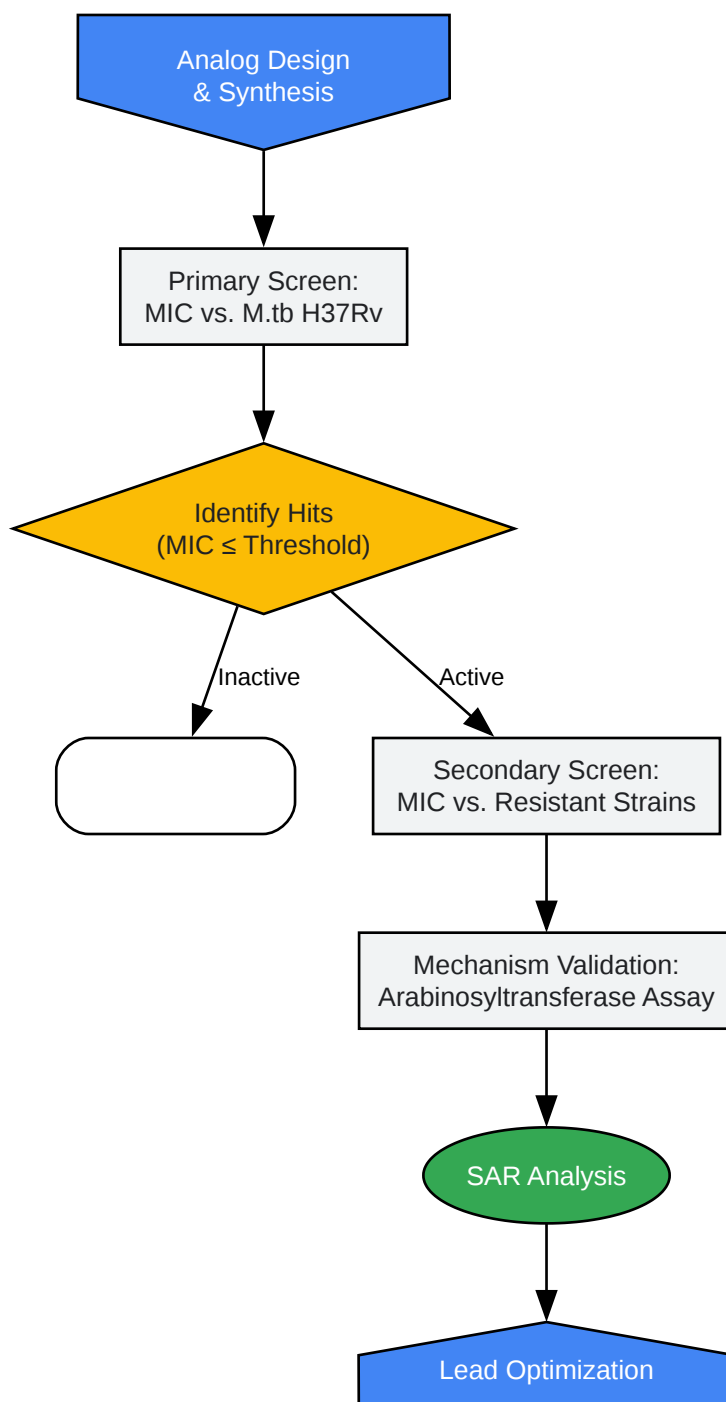 Analog Design
& Synthesis
Primary Screen:
MIC vs. M.tb H37Rv
Identify Hits
(MIC ≤ Threshold)
Inactive
Active
Secondary Screen:
MIC vs. Resistant Strains
Mechanism Validation:
Arabinosyltransferase Assay
SAR Analysis
Lead Optimization